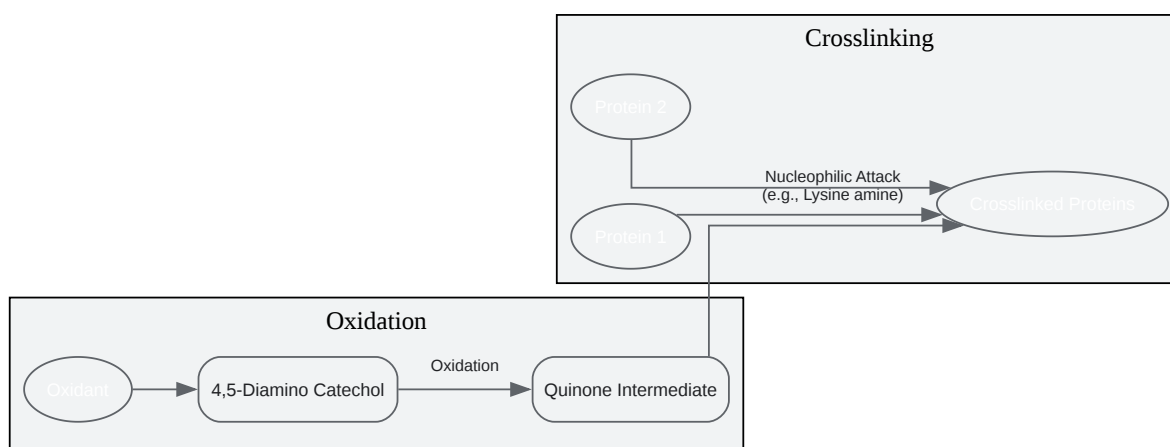 Crosslinking
Protein 2
Nucleophilic Attack
(e.g., Lysine amine)
Crosslinked Proteins
Protein 1
Oxidation
Oxidant
4,5-Diamino Catechol
Oxidation
Quinone Intermediate